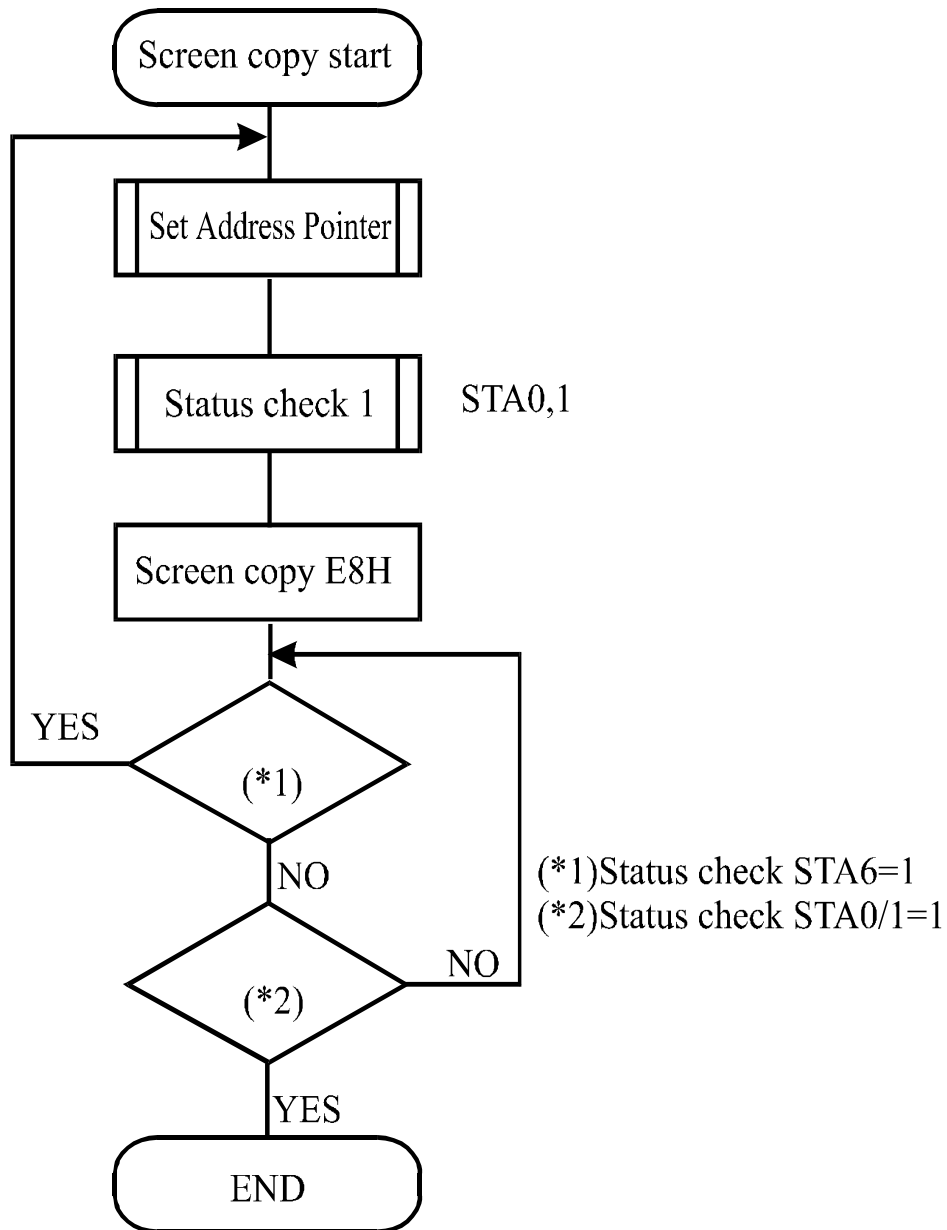 Screen copy start
Set Address Pointer
Status check 1
STA0,1
Screen copy E8H
YES
(*1)
NO
(*1)Status check STA6=1
(*2)Status check STA0/1=1
NO
(*2)
YES
END